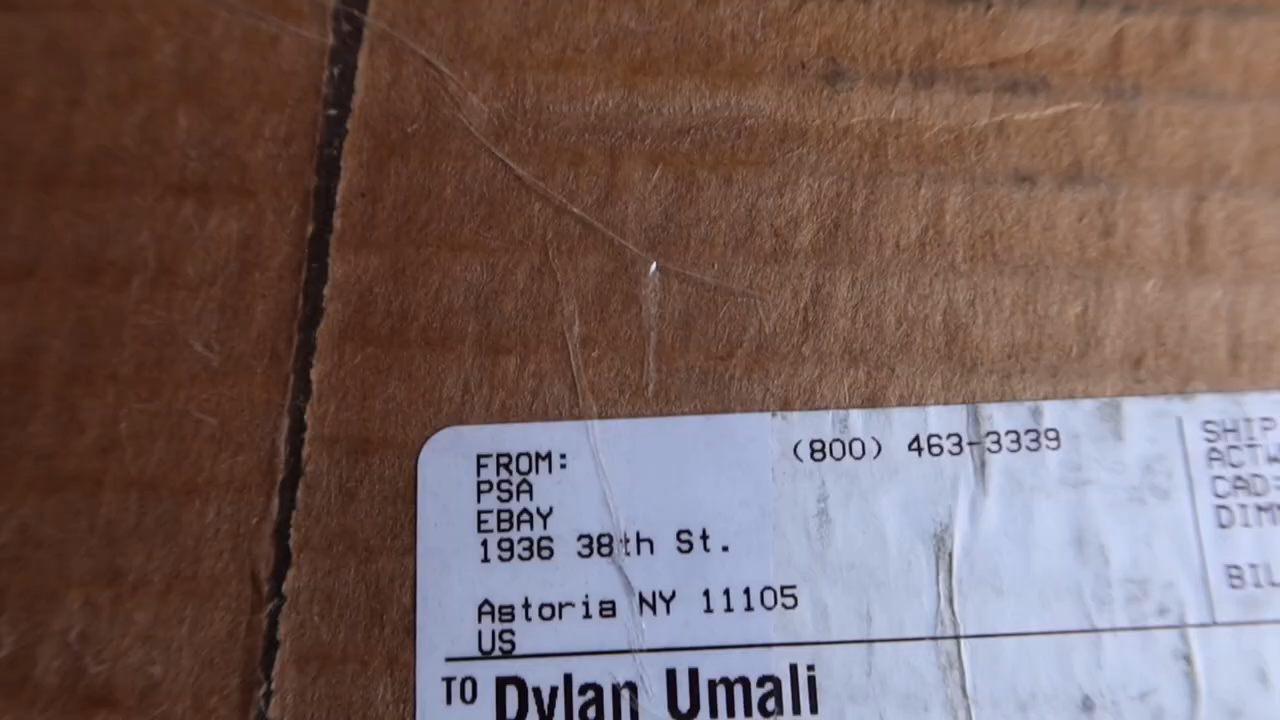 FROM:
PSA
EBAY
1936 38th St.
Astoria NY 11105
US
(800) 463-3339
SHIP
CAD:
DIM
BIL
TO Dylan Umali